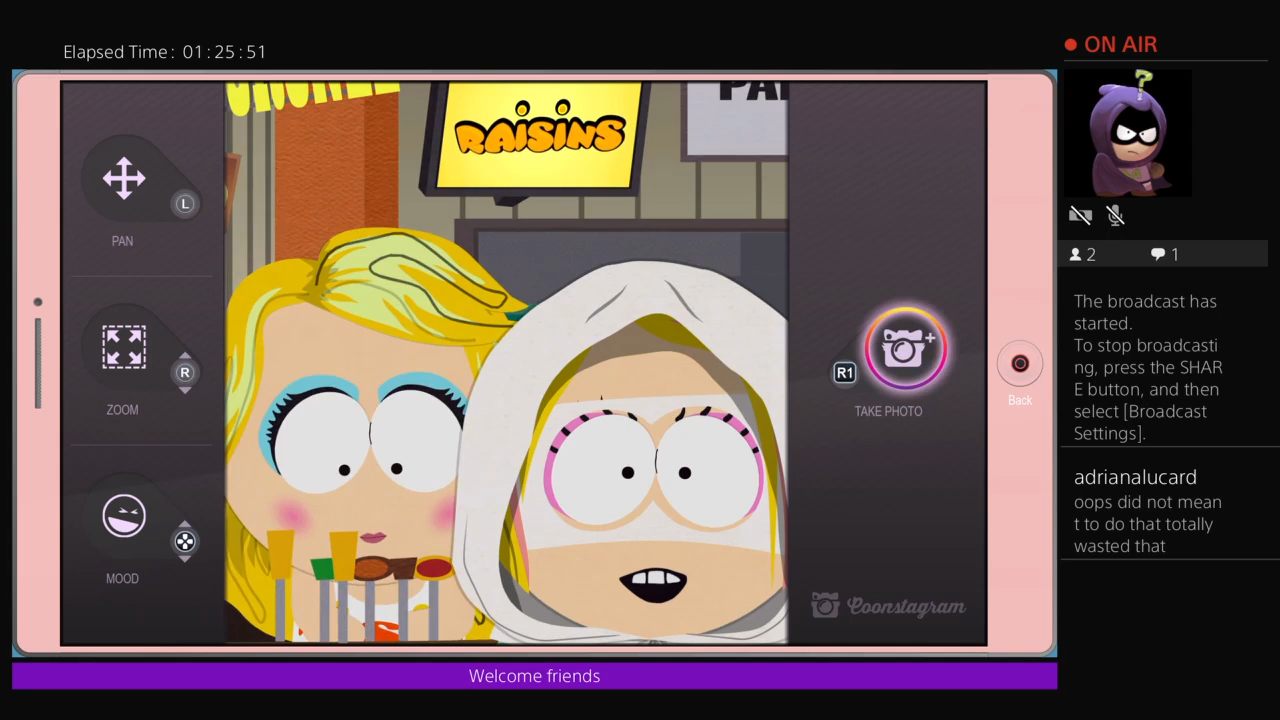 Elapsed Time: 01:25:51
ON AIR
RAISINS
PAN
L
ZOOM
R
MOOD
R1
TAKE PHOTO
Back
Coonstagram
2
1
The broadcast has
started.
To stop broadcasti
ng, press the SHAR
E button, and then
select [Broadcast
Settings].
adrianalucard
oops did not mean
t to do that totally
wasted that
Welcome friends